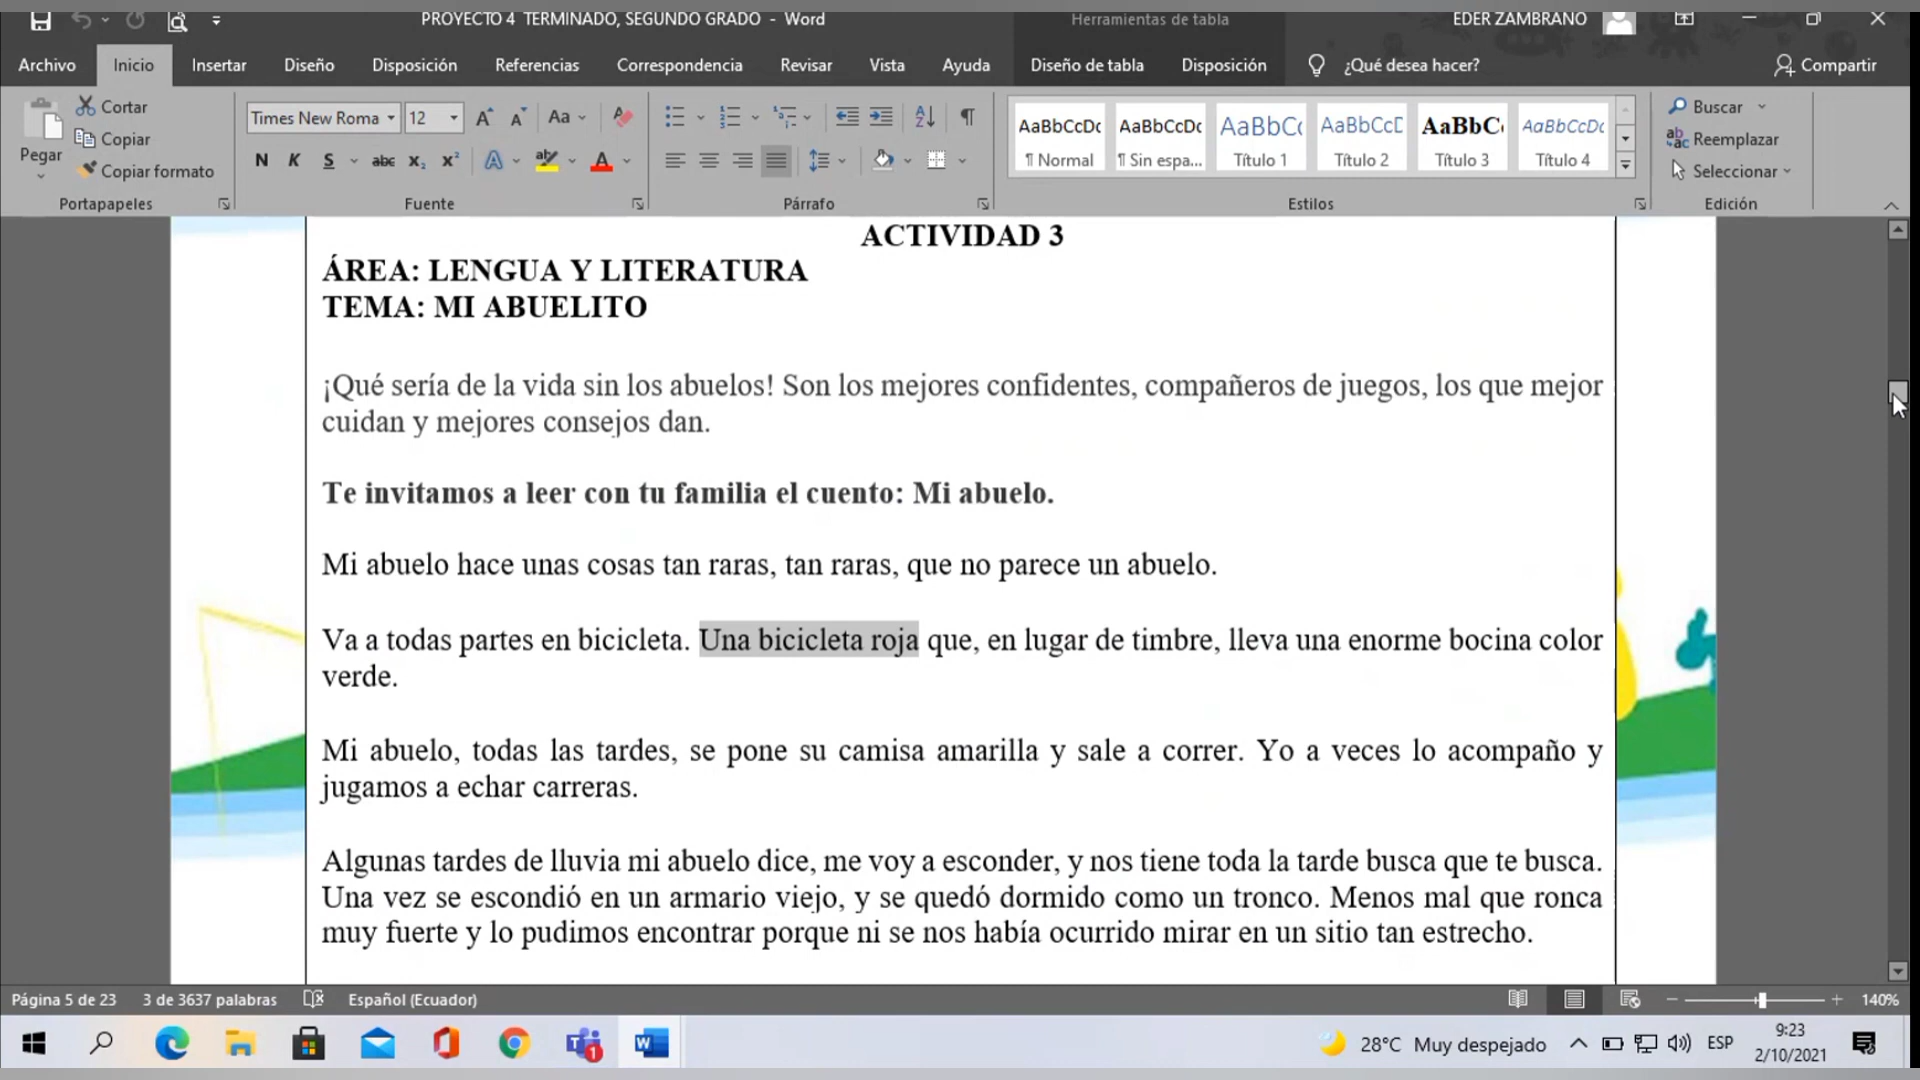 PROYECTO 4 TERMINADO, SEGUNDO GRADO - Word
Herramientas de tabla
EDER ZAMBRANO
Archivo Inicio Insertar Diseño Disposición Referencias Correspondencia Revisar Vista Ayuda Diseño de tabla Disposición ¿Qué desea hacer? Compartir
Pegar
Cortar
Copiar
Copiar formato
Portapapeles
Times New Roma 12 Aa
N K S abc x₂ x² A ab A
Fuente
Párrafo
AaBbCcDc AaBbCcDc AaBbC( AaBbCcD AaBbC( AaBbCcDc
¶ Normal ¶ Sin espa... Título 1 Título 2 Título 3 Título 4
Estilos
Buscar
Reemplazar
Seleccionar
Edición
ACTIVIDAD 3
ÁREA: LENGUA Y LITERATURA
TEMA: MI ABUELITO
¡Qué sería de la vida sin los abuelos! Son los mejores confidentes, compañeros de juegos, los que mejor
cuidan y mejores consejos dan.
Te invitamos a leer con tu familia el cuento: Mi abuelo.
Mi abuelo hace unas cosas tan raras, tan raras, que no parece un abuelo.
Va a todas partes en bicicleta. Una bicicleta roja que, en lugar de timbre, lleva una enorme bocina color
verde.
Mi abuelo, todas las tardes, se pone su camisa amarilla y sale a correr. Yo a veces lo acompaño y
jugamos a echar carreras.
Algunas tardes de lluvia mi abuelo dice, me voy a esconder, y nos tiene toda la tarde busca que te busca.
Una vez se escondió en un armario viejo, y se quedó dormido como un tronco. Menos mal que ronca
muy fuerte y lo pudimos encontrar porque ni se nos había ocurrido mirar en un sitio tan estrecho.
Página 5 de 23 3 de 3637 palabras Español (Ecuador) 140%
28°C Muy despejado ESP
9:23
2/10/2021